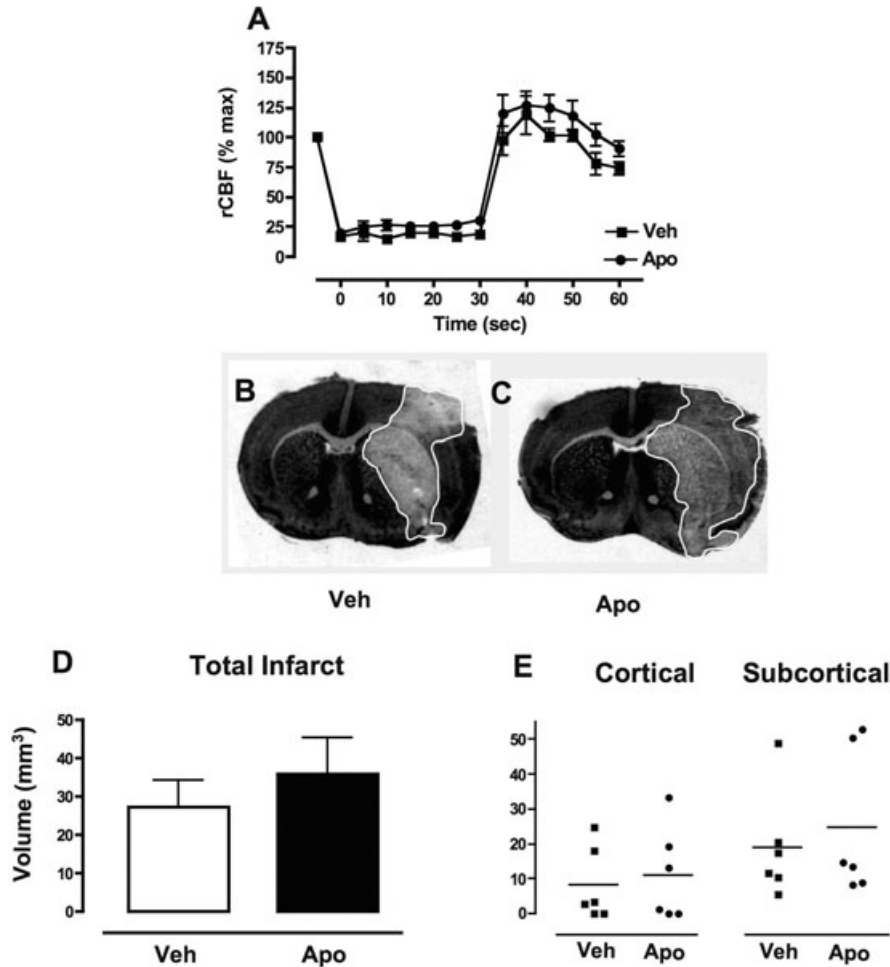 A
175
150
125
100
75
50
25
0
rCBF (% max)
Veh
Apo
0 10 20 30 40 50 60
Time (sec)
B C
Veh Apo
D Total Infarct
50
40
30
20
10
0
Volume (mm³)
Veh Apo
E Cortical Subcortical
50
40
30
20
10
0
Veh Apo Veh Apo